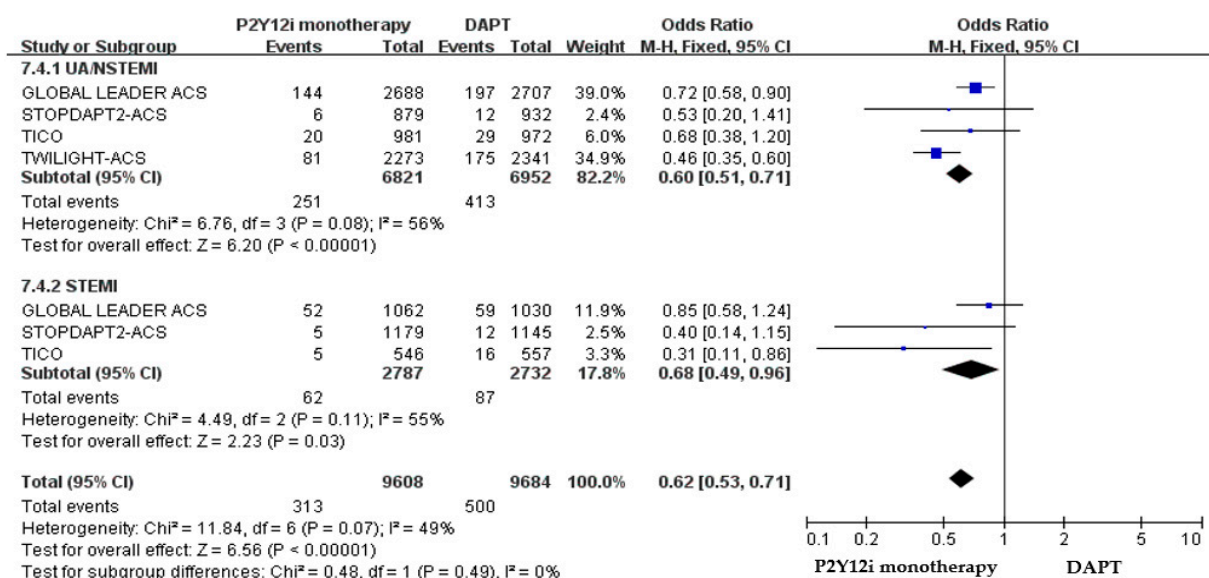 P2Y12i monotherapy DAPT Odds Ratio Odds Ratio
Study or Subgroup Events Total Events Total Weight M-H, Fixed, 95% CI M-H, Fixed, 95% CI
7.4.1 UA/NSTEMI
GLOBAL LEADER ACS 144 2688 197 2707 39.0% 0.72 [0.58, 0.90]
STOPDAPT2-ACS 6 879 12 932 2.4% 0.53 [0.20, 1.41]
TICO 20 981 29 972 6.0% 0.68 [0.38, 1.20]
TWILIGHT-ACS 81 2273 175 2341 34.9% 0.46 [0.35, 0.60]
Subtotal (95% CI) 6821 6952 82.2% 0.60 [0.51, 0.71]
Total events 251 413
Heterogeneity: Chi² = 6.76, df = 3 (P = 0.08); I² = 56%
Test for overall effect: Z = 6.20 (P < 0.00001)
7.4.2 STEMI
GLOBAL LEADER ACS 52 1062 59 1030 11.9% 0.85 [0.58, 1.24]
STOPDAPT2-ACS 5 1179 12 1145 2.5% 0.40 [0.14, 1.15]
TICO 5 546 16 557 3.3% 0.31 [0.11, 0.86]
Subtotal (95% CI) 2787 2732 17.8% 0.68 [0.49, 0.96]
Total events 62 87
Heterogeneity: Chi² = 4.49, df = 2 (P = 0.11); I² = 55%
Test for overall effect: Z = 2.23 (P = 0.03)
Total (95% CI) 9608 9684 100.0% 0.62 [0.53, 0.71]
Total events 313 500
Heterogeneity: Chi² = 11.84, df = 6 (P = 0.07); I² = 49%
Test for overall effect: Z = 6.56 (P < 0.00001)
Test for subgroup differences: Chi² = 0.48, df = 1 (P = 0.49), I² = 0%
0.1 0.2 0.5 1 2 5 10
P2Y12i monotherapy DAPT